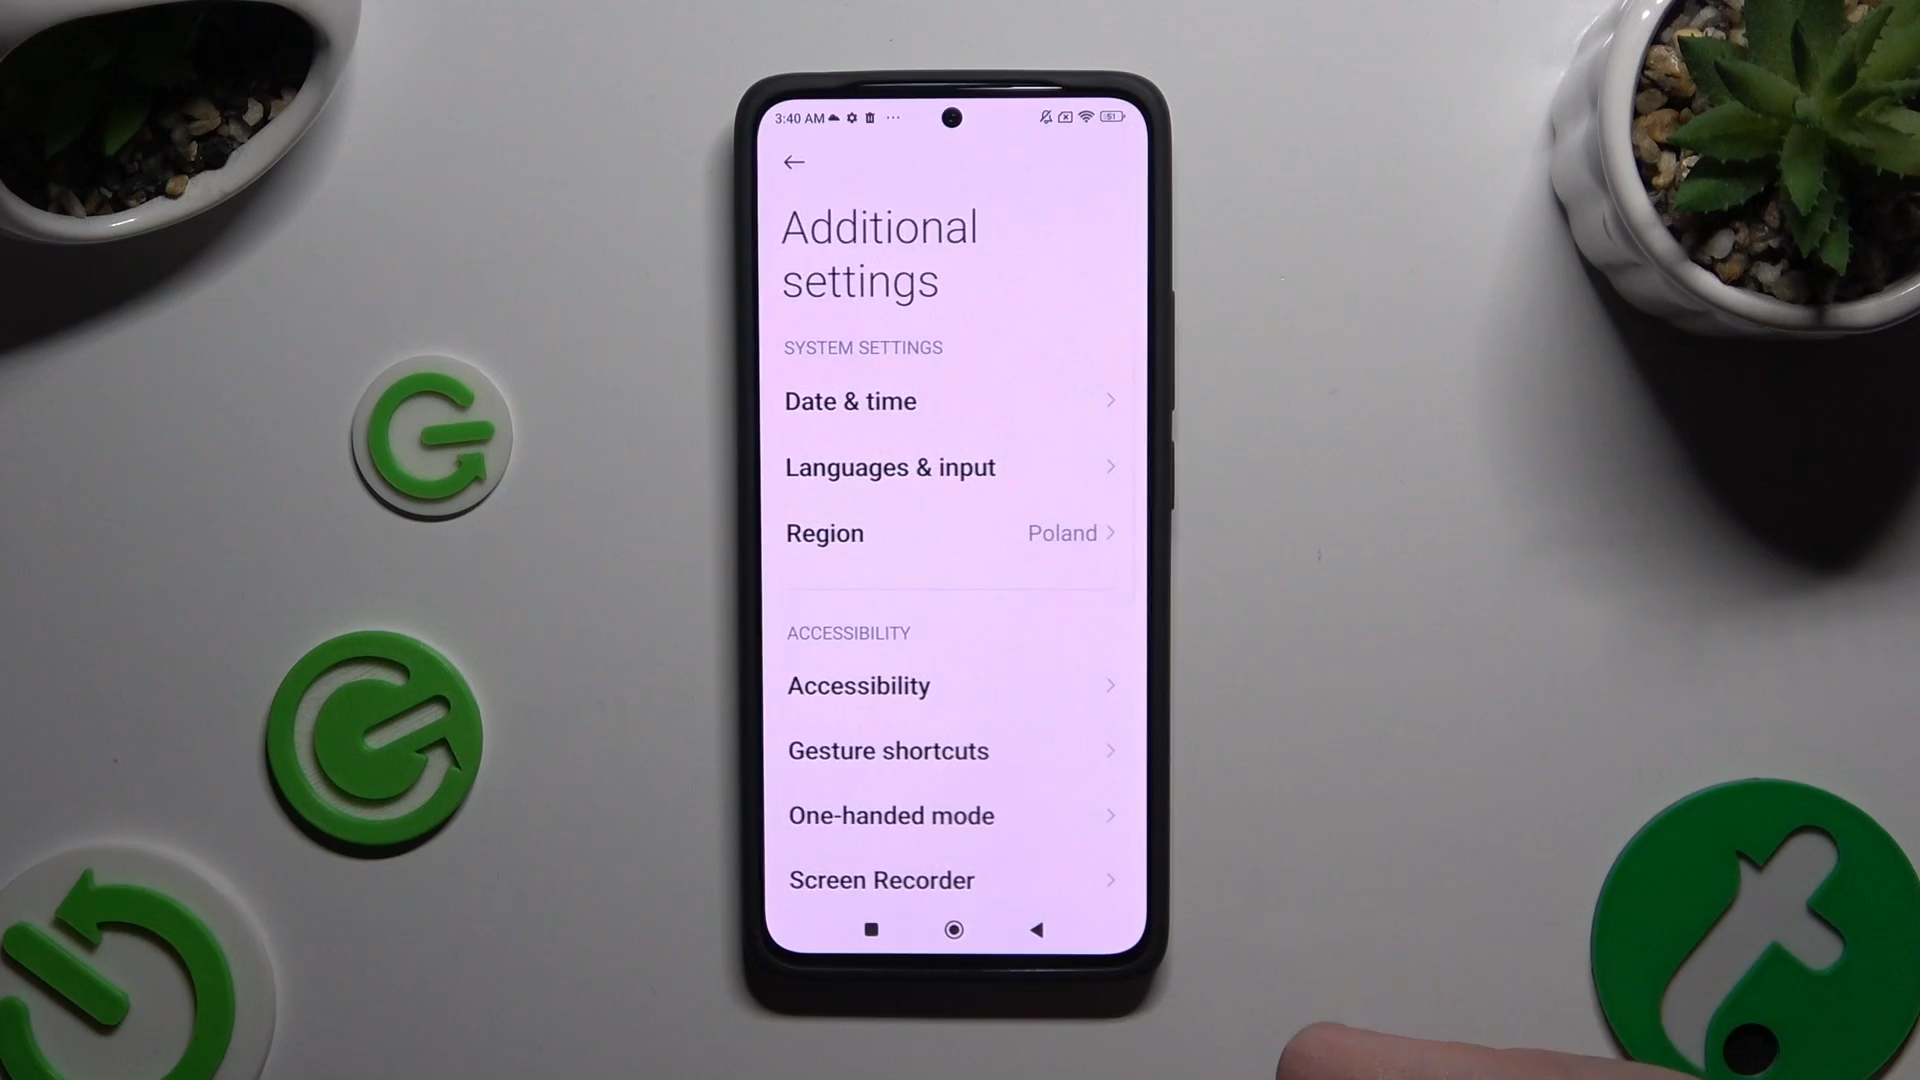 3:40 AM
51
Additional
settings
SYSTEM SETTINGS
Date & time
Languages & input
Region Poland
ACCESSIBILITY
Accessibility
Gesture shortcuts
One-handed mode
Screen Recorder